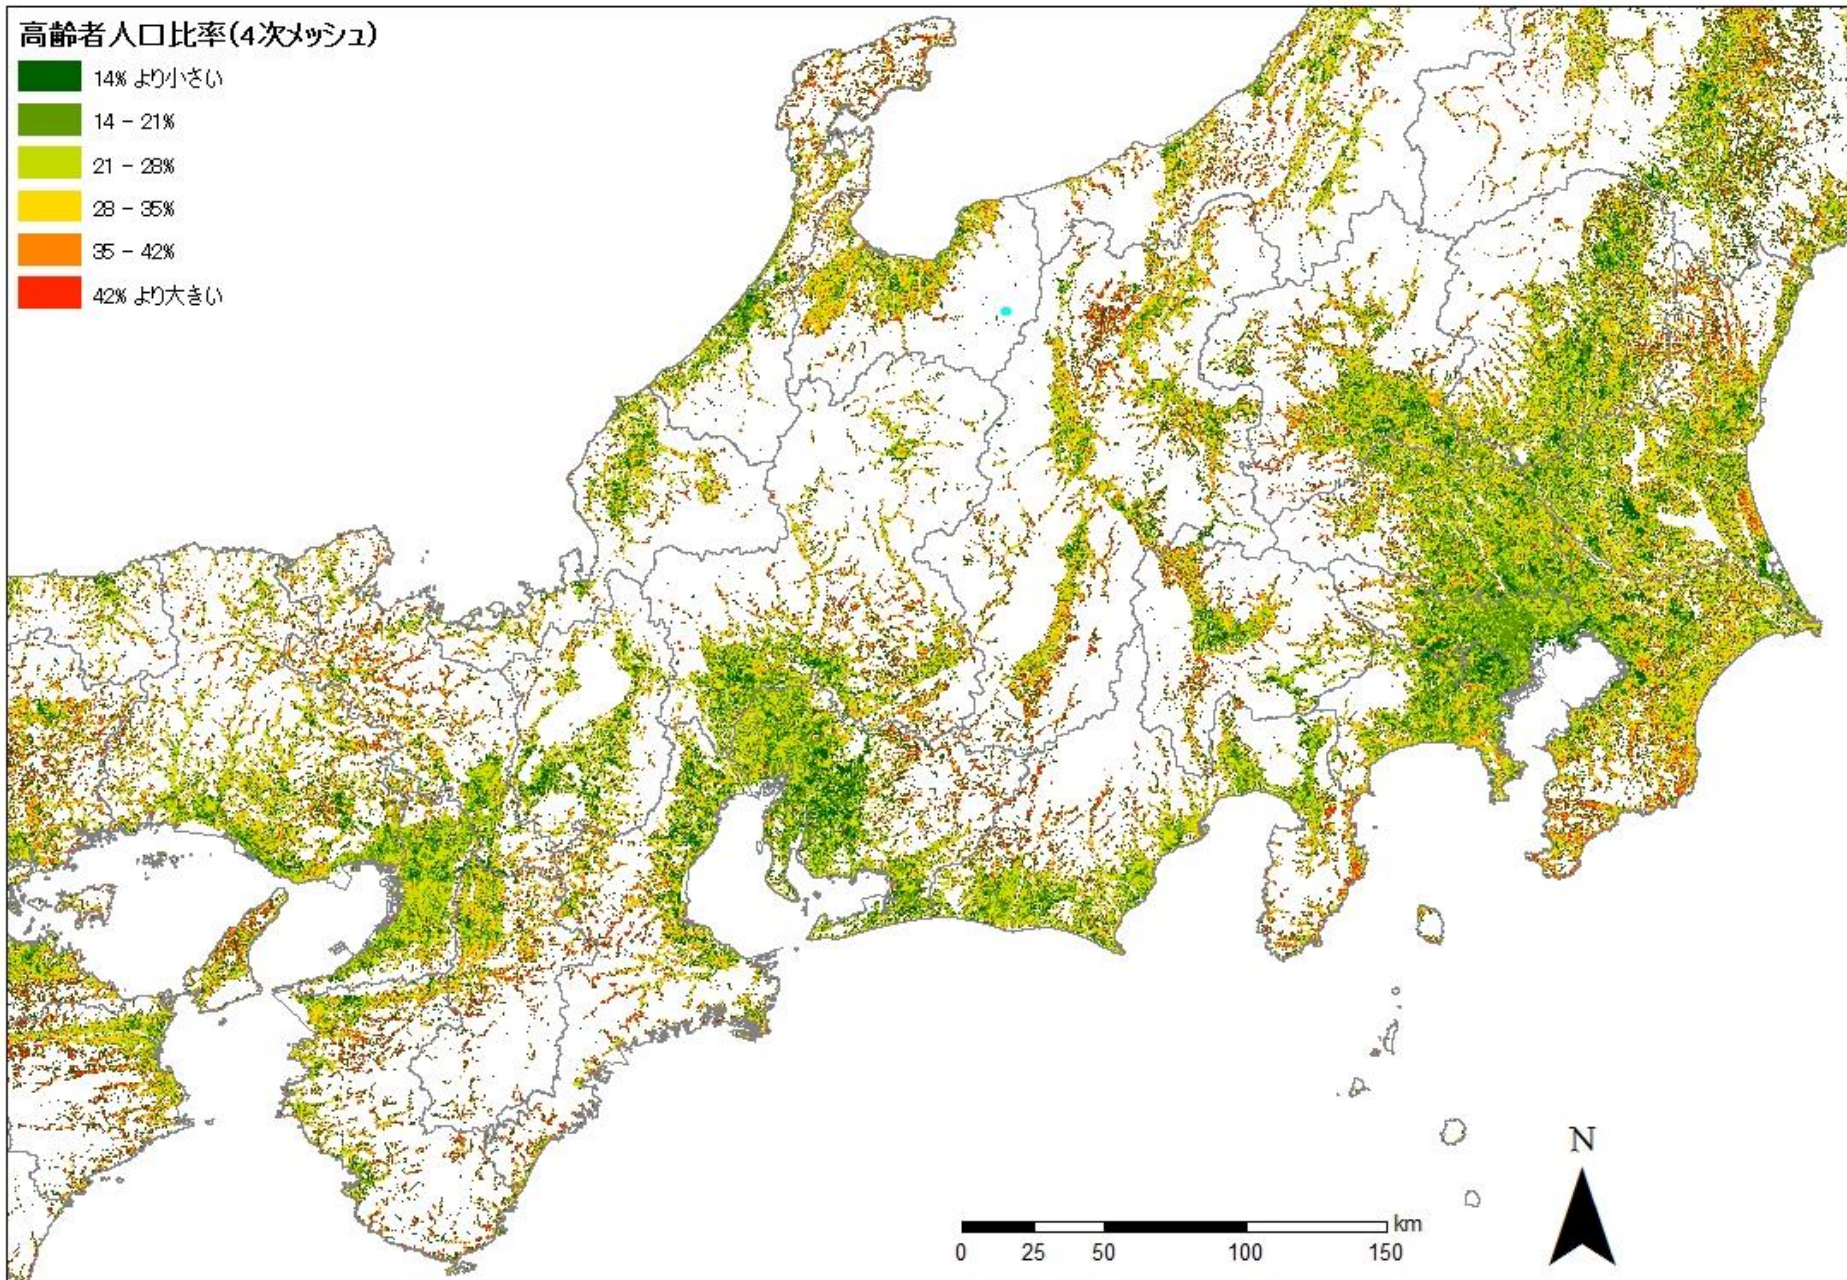 高齢者人口比率(4次メッシュ)
14% より小さい
14 - 21%
21 - 28%
28 - 35%
35 - 42%
42% より大きい
N
km
0 25 50 100 150